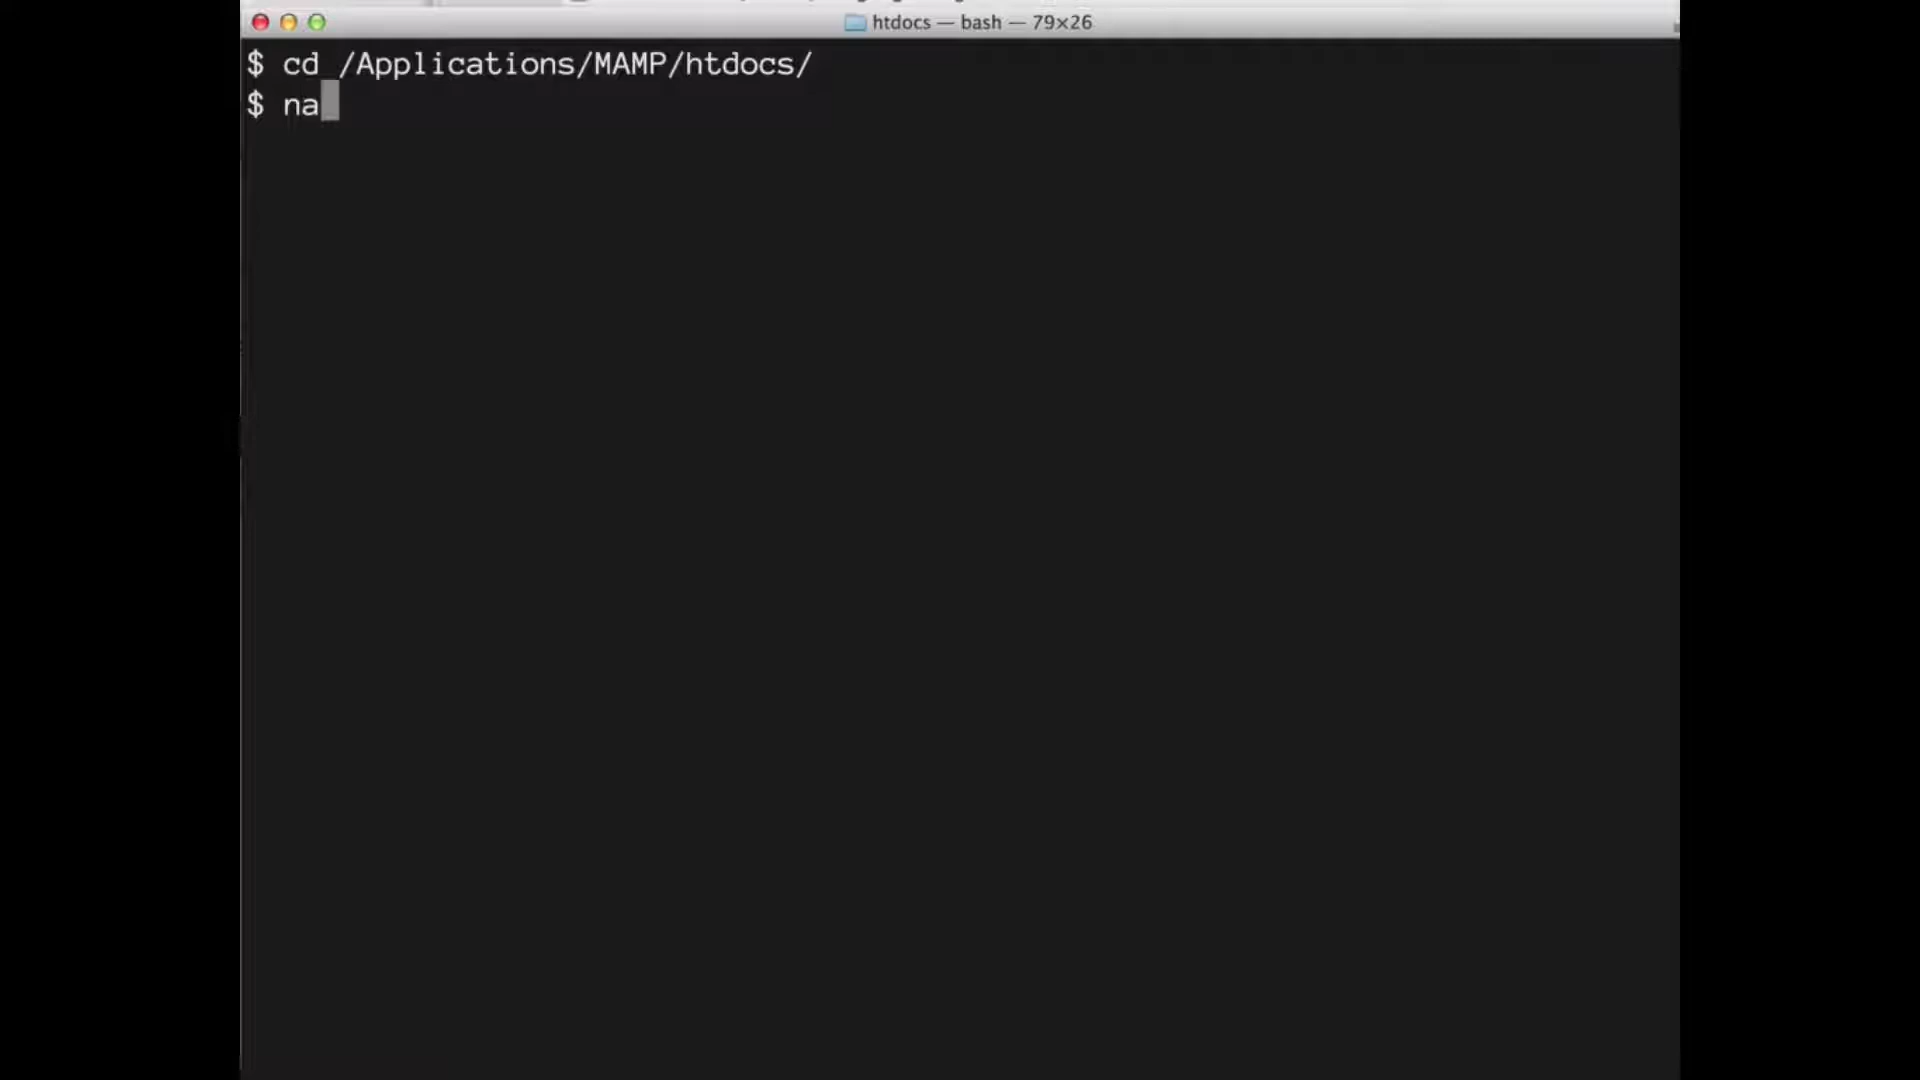 htdocs — bash — 79×26
$ cd /Applications/MAMP/htdocs/
$ na